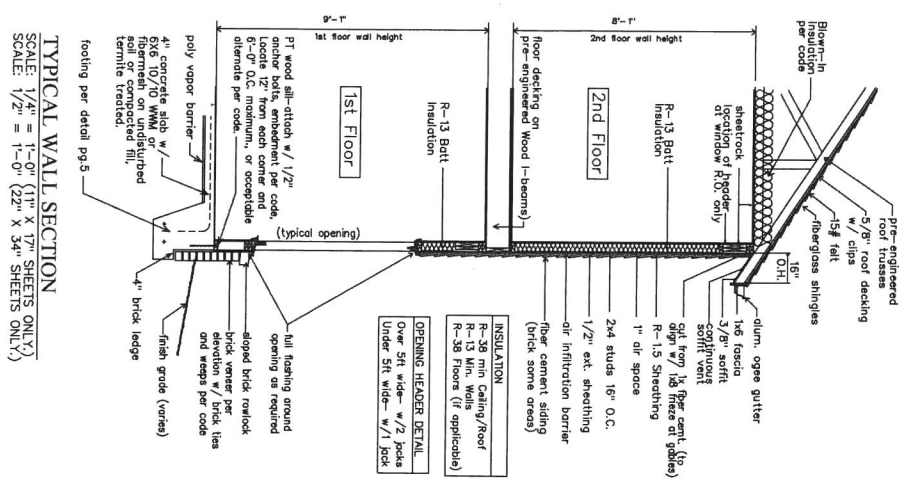 pre-engineered
roof trusses
5/8" roof decking
w/ clips
15# felt
fiberglass shingles
16"
O.H.
Blown-In
Insulation
per code
sheetrock
location of header
at window R.O. only
8'-1"
2nd floor wall height
R-13 Batt
Insulation
2nd Floor
floor decking on
pre-engineered Wood I-beams)
9'-1"
1st floor wall height
R-13 Batt
Insulation
1st Floor
PT wood sill-attach w/ 1/2"
anchor bolts, embedment per code,
Locate 12" from each corner and
6'-0" O.C. maximum., or acceptable
alternate per code.
poly vapor barrier
4" concrete slab w/
6X6 10/10 WWM or
fibermesh on undisturbed
soil or compacted fill,
termite treated.
footing per detail pg.5
(typical opening)
alum. ogee gutter
1x6 fascia
3/8" soffit
continuous
soffit vent
cut from 1x fiber cemt. (to
align w/ 1x8 frieze at gables)
R-1.5 Sheathing
1" air space
2x4 studs 16" O.C.
1/2" ext. sheathing
air infiltration barrier
fiber cement siding
(brick some areas)
INSULATION
R-38 min Ceiling/Roof
R-13 Min. Walls
R-38 Floors (if applicable)
OPENING HEADER DETAIL
Over 5ft wide- w/2 jacks
Under 5ft wide- w/1 jack
full flashing around
opening as required
sloped brick rowlock
brick veneer per
elevation w/ brick ties
and weeps per code
finish grade (varies)
4" brick ledge
TYPICAL WALL SECTION
SCALE: 1/4" = 1'-0" (11" X 17" SHEETS ONLY.)
SCALE: 1/2" = 1'-0" (22" X 34" SHEETS ONLY.)